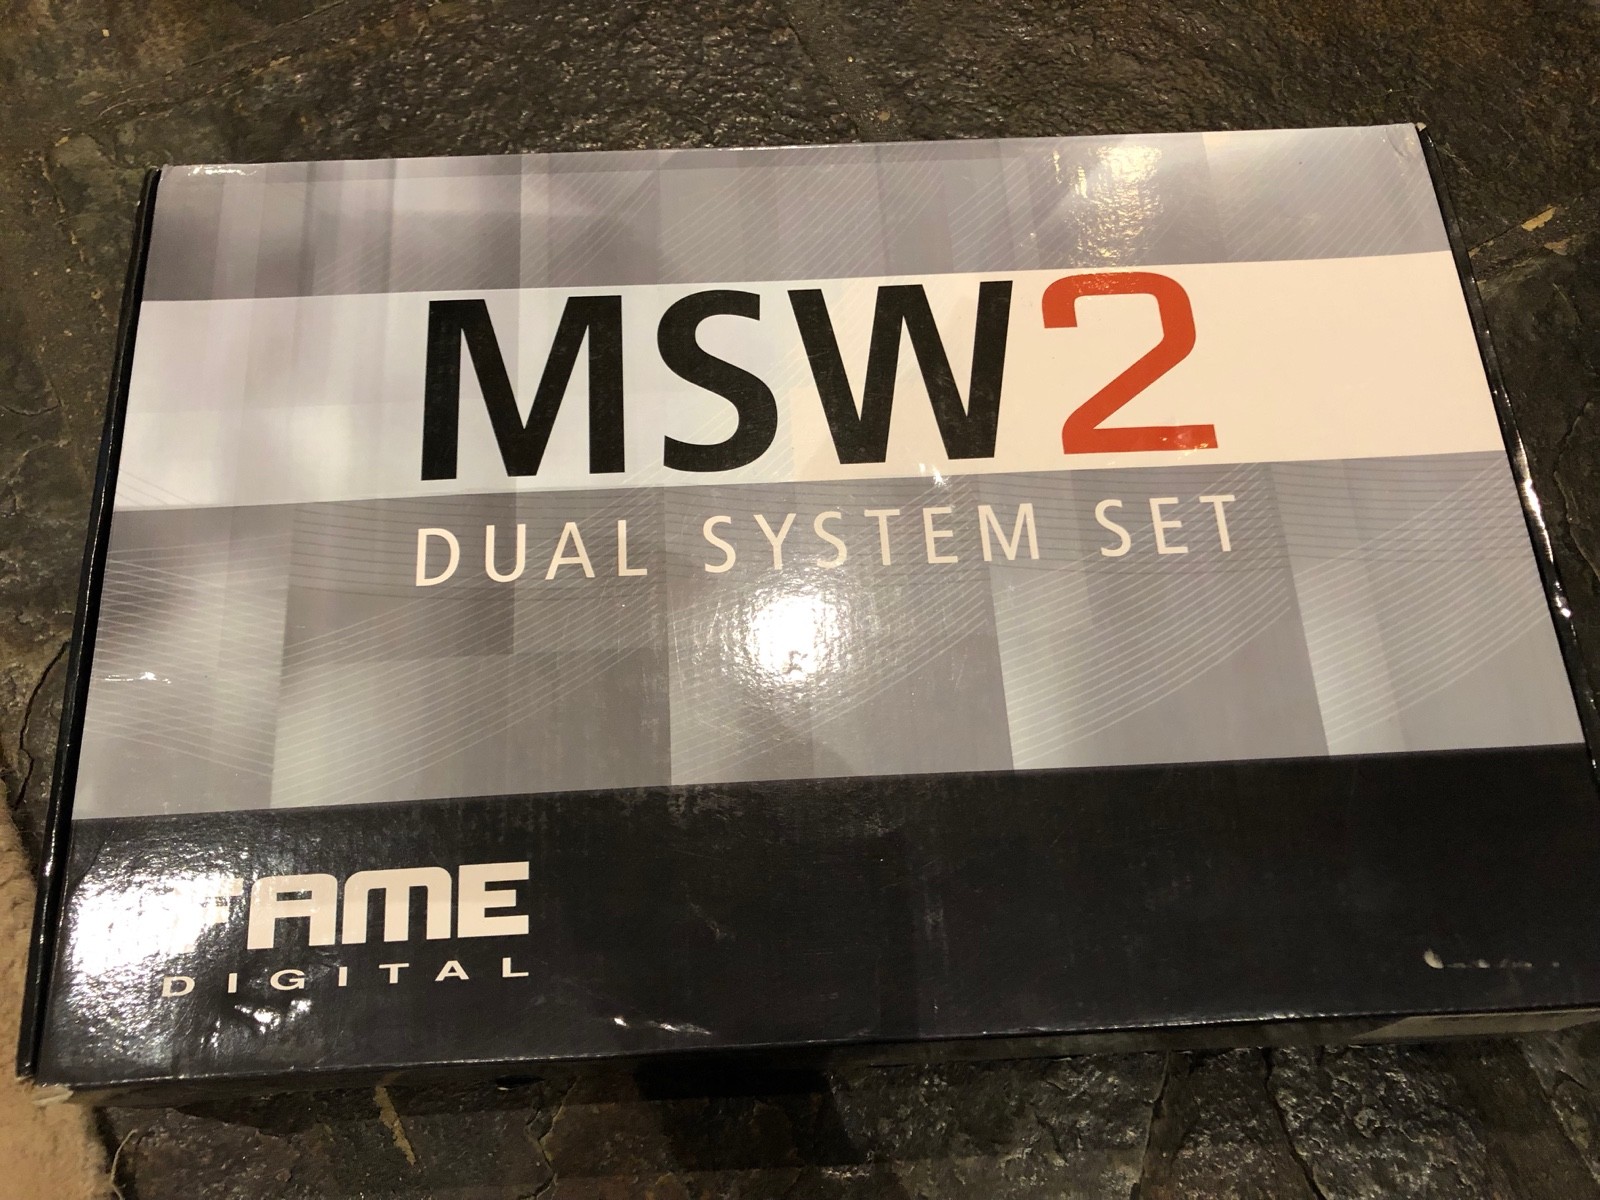 MSW2
DUAL SYSTEM SET
FAME
DIGITAL